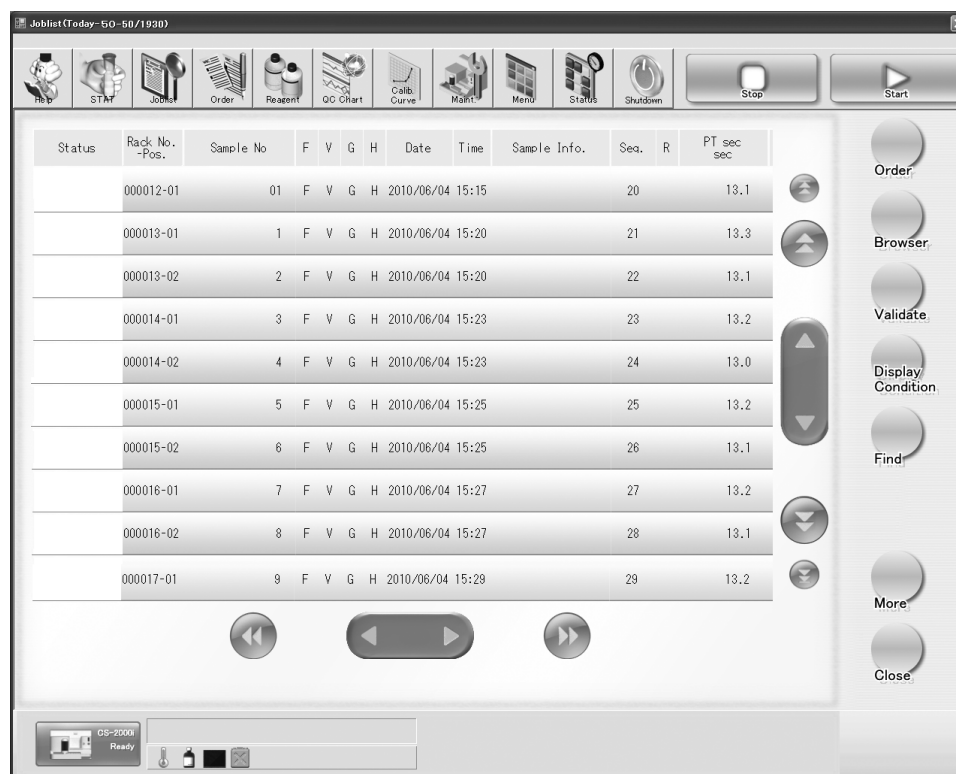 Joblist(Today-50-50/1930)
Help STAT Joblist Order Reagent QC Chart Calib. Curve Maint. Menu Status Shutdown Stop Start
Status Rack No. -Pos. Sample No F V G H Date Time Sample Info. Seq. R PT sec sec
000012-01 01 F V G H 2010/06/04 15:15 20 13.1
000013-01 1 F V G H 2010/06/04 15:20 21 13.3
000013-02 2 F V G H 2010/06/04 15:20 22 13.1
000014-01 3 F V G H 2010/06/04 15:23 23 13.2
000014-02 4 F V G H 2010/06/04 15:23 24 13.0
000015-01 5 F V G H 2010/06/04 15:25 25 13.2
000015-02 6 F V G H 2010/06/04 15:25 26 13.1
000016-01 7 F V G H 2010/06/04 15:27 27 13.2
000016-02 8 F V G H 2010/06/04 15:27 28 13.1
000017-01 9 F V G H 2010/06/04 15:29 29 13.2
Order
Browser
Validate
Display
Condition
Find
More
Close
CS-2000i
Ready